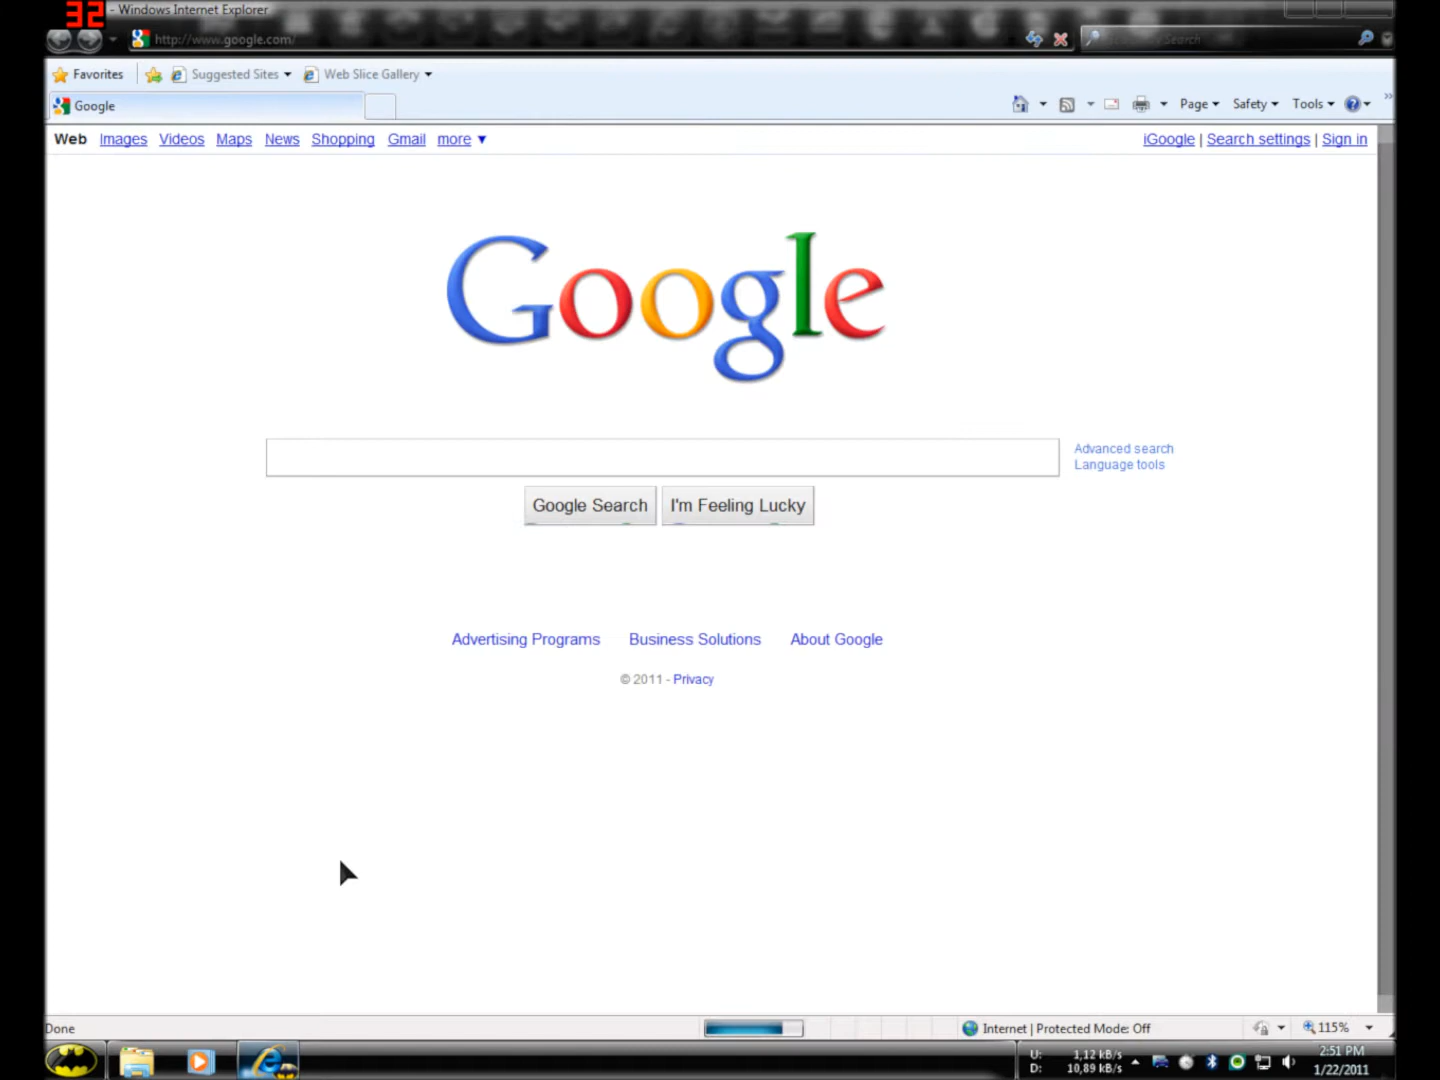 32 - Windows Internet Explorer
http://www.google.com/
Favorites Suggested Sites Web Slice Gallery
Google Page Safety Tools
Web Images Videos Maps News Shopping Gmail more iGoogle | Search settings | Sign in
Google
Advanced search
Language tools
Google Search I'm Feeling Lucky
Advertising Programs Business Solutions About Google
© 2011 - Privacy
Done Internet | Protected Mode: Off 115%
U: 1,12 kB/s 2:51 PM
D: 10,89 kB/s 1/22/2011